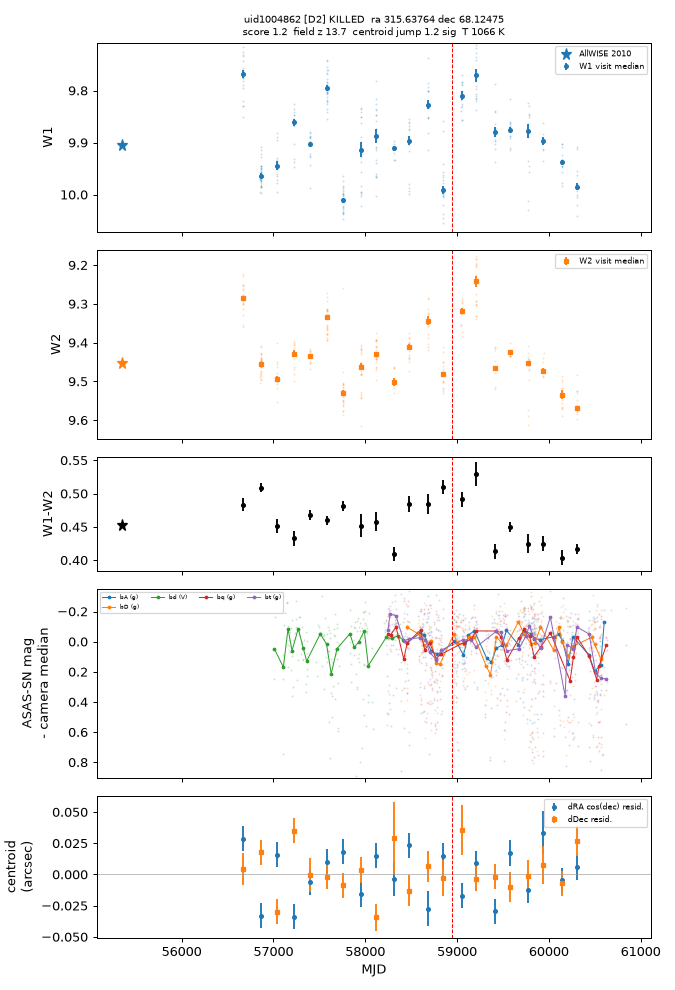 uid1004862 [D2] KILLED ra 315.63764 dec 68.12475
score 1.2 field z 13.7 centroid jump 1.2 sig T 1066 K
AllWISE 2010
W1 visit median
9.8
9.9
10.0
W1
W2 visit median
9.2
9.3
9.4
9.5
9.6
W2
0.55
0.50
0.45
0.40
W1-W2
bA (g)
bD (g)
bd (V)
bq (g)
bt (g)
−0.2
0.0
0.2
0.4
0.6
0.8
ASAS-SN mag
- camera median
dRA cos(dec) resid.
dDec resid.
0.050
0.025
0.000
−0.025
−0.050
centroid
(arcsec)
56000 57000 58000 59000 60000 61000
MJD